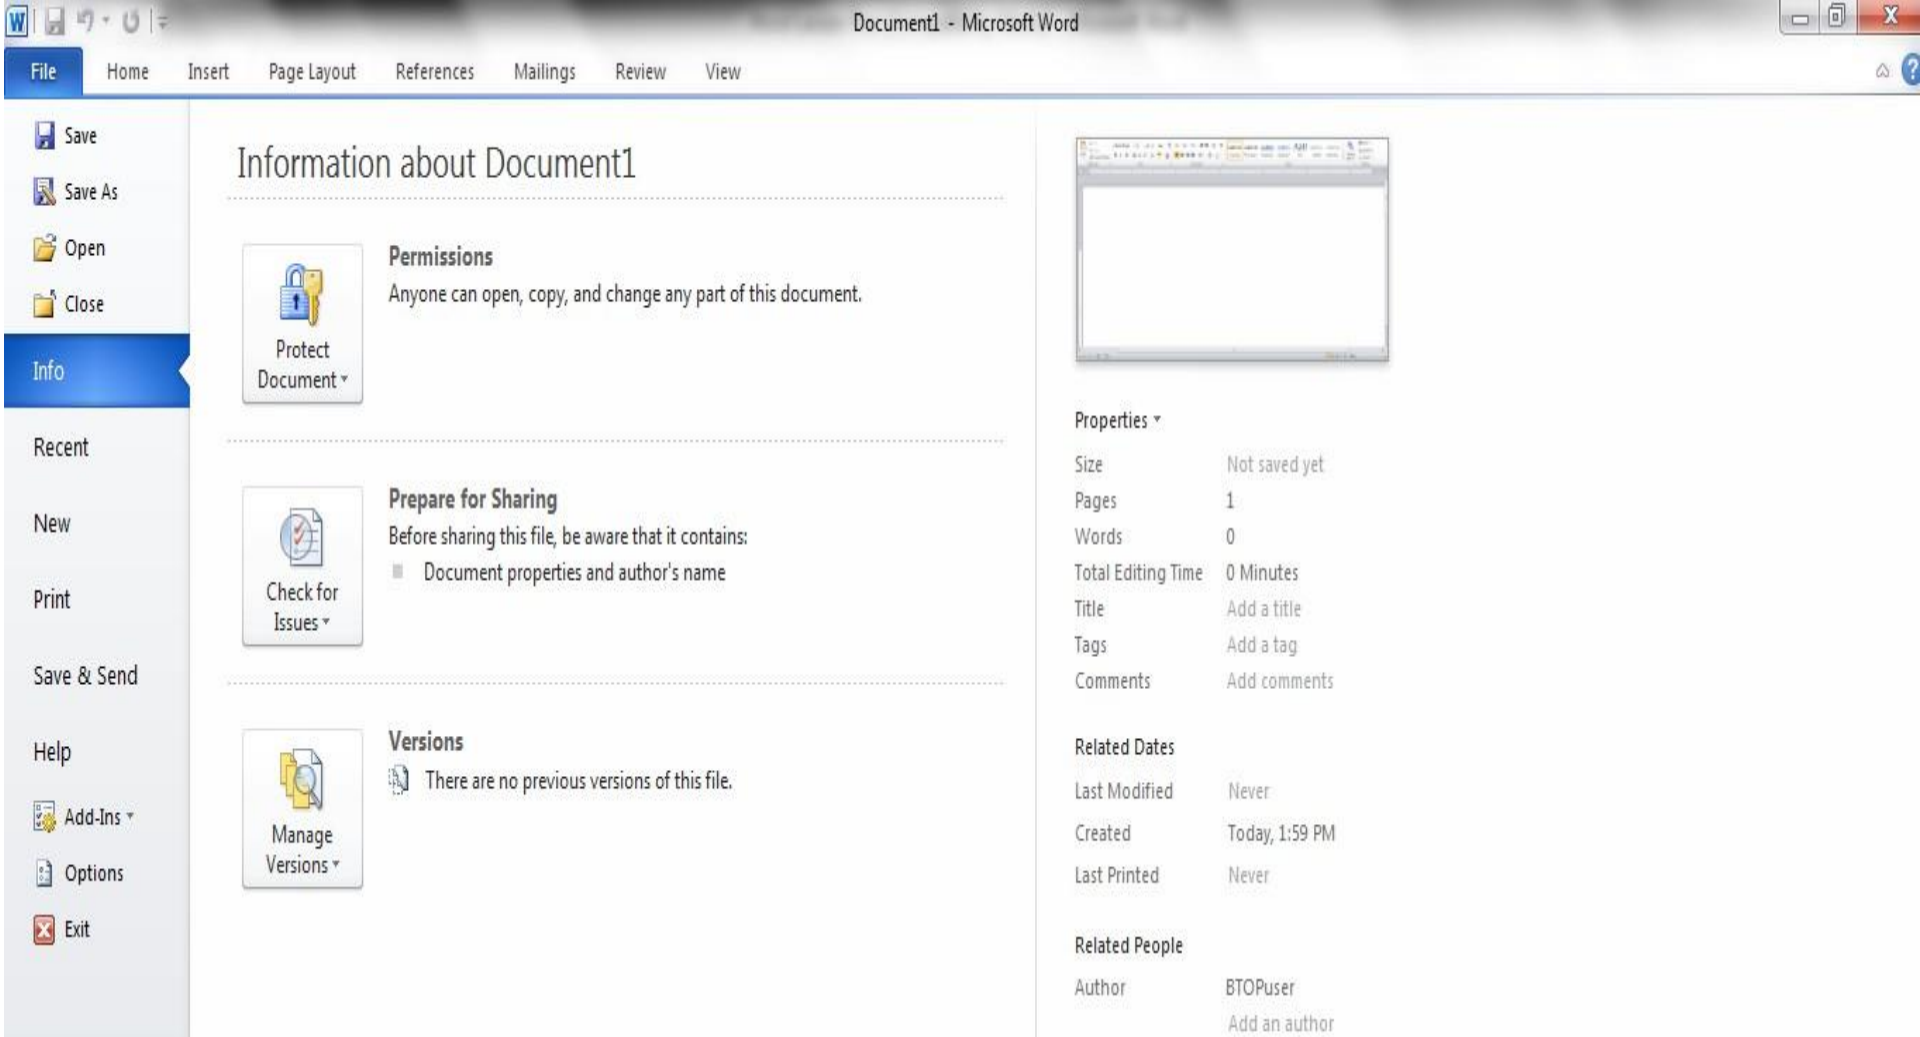 Document1 - Microsoft Word
File Home Insert Page Layout References Mailings Review View
Save
Save As
Open
Close
Info
Recent
New
Print
Save & Send
Help
Add-Ins
Options
Exit
Information about Document1
Protect
Document
Permissions
Anyone can open, copy, and change any part of this document.
Check for
Issues
Prepare for Sharing
Before sharing this file, be aware that it contains:
Document properties and author's name
Manage
Versions
Versions
There are no previous versions of this file.
Properties
Size Not saved yet
Pages 1
Words 0
Total Editing Time 0 Minutes
Title Add a title
Tags Add a tag
Comments Add comments
Related Dates
Last Modified Never
Created Today, 1:59 PM
Last Printed Never
Related People
Author BTOPuser
Add an author